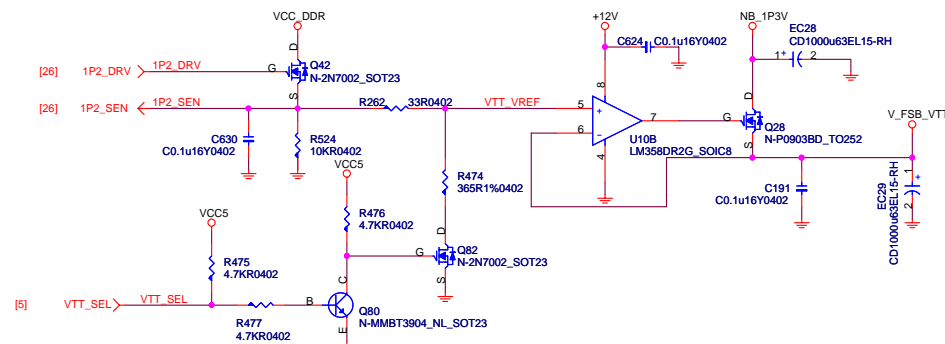 VCC_DDR
+12V
NB_1P3V
EC28
CD1000u63EL15-RH
C624
C0.1u16Y0402
1
+
2
[26]
1P2_DRV
1P2_DRV
G
D
S
Q42
N-2N7002_SOT23
8
[26]
1P2_SEN
1P2_SEN
R262
33R0402
VTT_VREF
5
+
6
-
7
4
U10B
LM358DR2G_SOIC8
G
D
S
Q28
N-P0903BD_TO252
V_FSB_VTT
C630
C0.1u16Y0402
R524
10KR0402
VCC5
R474
365R1%0402
C191
C0.1u16Y0402
EC29
CD1000u63EL15-RH
1
+
2
VCC5
R476
4.7KR0402
G
D
S
Q82
N-2N7002_SOT23
R475
4.7KR0402
[5]
VTT_SEL
VTT_SEL
R477
4.7KR0402
B
C
E
Q80
N-MMBT3904_NL_SOT23